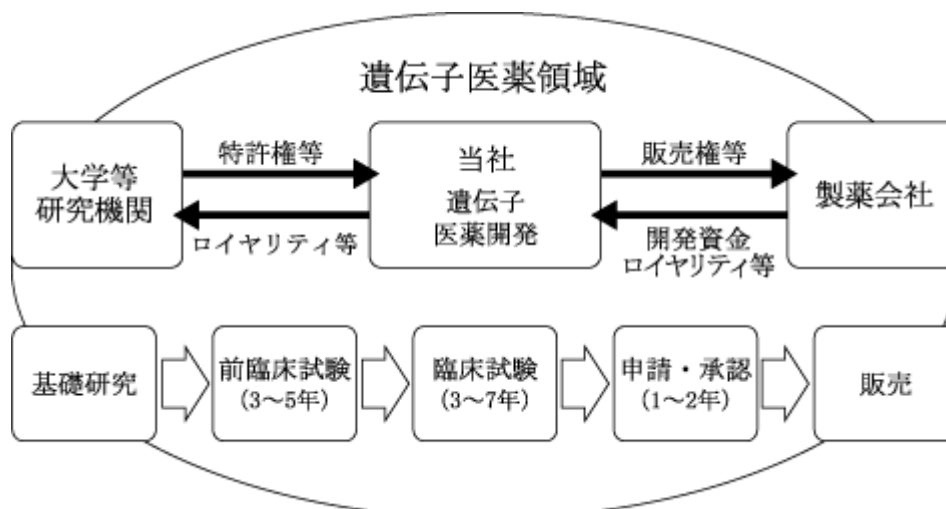 遺伝子医薬領域
大学等
研究機関
特許権等
ロイヤリティ等
当社
遺伝子
医薬開発
販売権等
開発資金
ロイヤリティ等
製薬会社
基礎研究
前臨床試験
(3〜5年)
臨床試験
(3〜7年)
申請・承認
(1〜2年)
販売